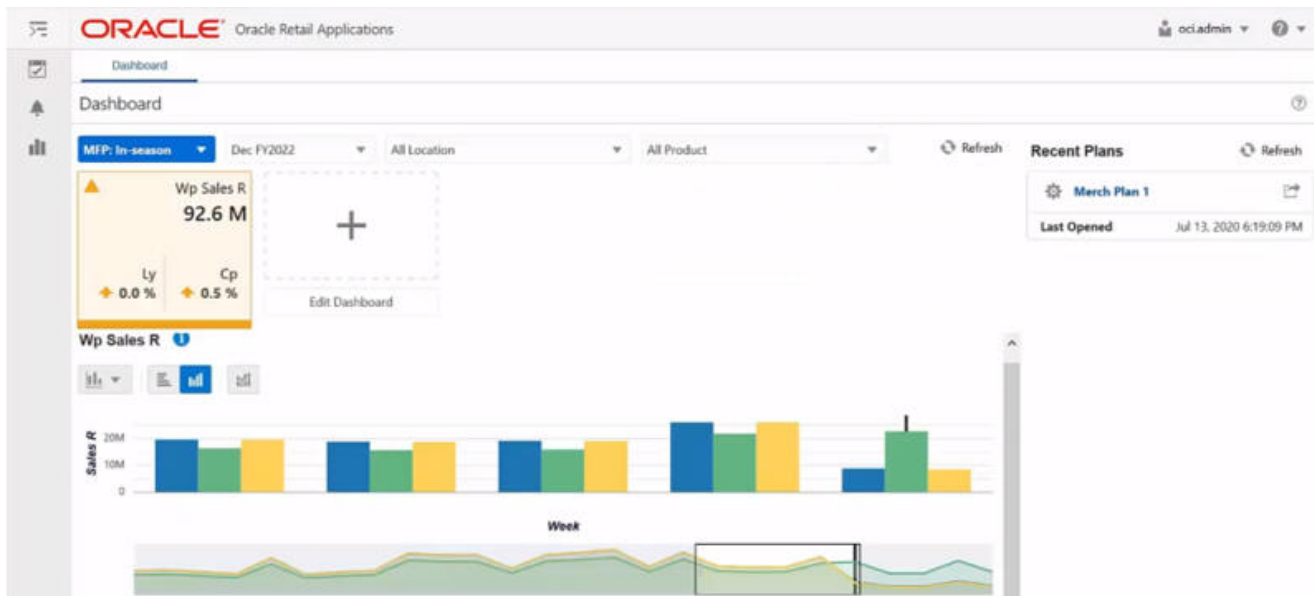 ORACLE Oracle Retail Applications
oci.admin
Dashboard
Dashboard
MFP: In-season
Dec FY2022
All Location
All Product
Refresh
Recent Plans
Refresh
Wp Sales R
92.6 M
Ly
0.0 %
Cp
0.5 %
Edit Dashboard
Merch Plan 1
Last Opened Jul 13, 2020 6:19:09 PM
Wp Sales R
Sales R
20M
10M
0
Week